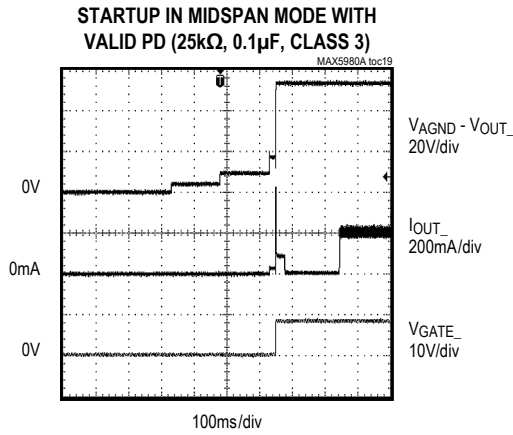 STARTUP IN MIDSPAN MODE WITH
VALID PD (25kΩ, 0.1µF, CLASS 3)
MAX5980A toc19
T
VAGND - VOUT_
20V/div
0V
IOUT_
200mA/div
0mA
VGATE_
10V/div
0V
100ms/div